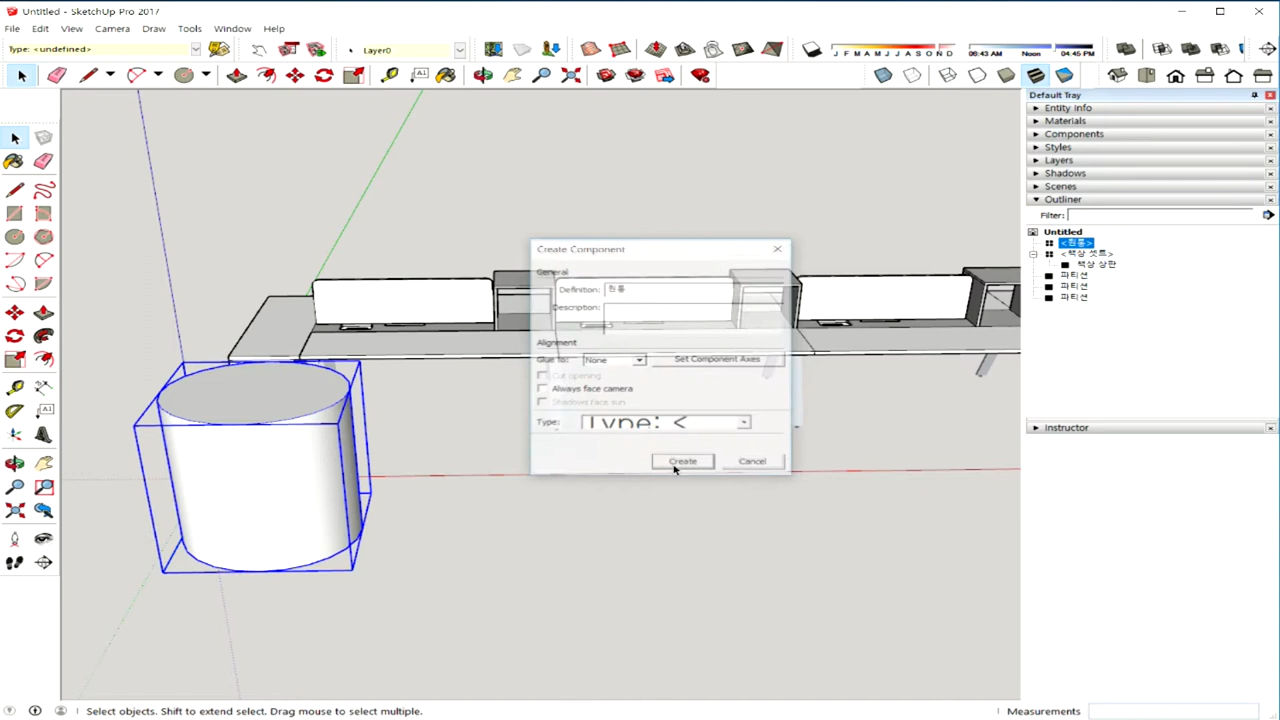 Untitled - SketchUp Pro 2017
File Edit View Camera Draw Tools Window Help
Type: <undefined>
Layer0
J F M A M J J A S O N D
06:43 AM Noon 04:45 PM
Default Tray
Entity Info
Materials
Components
Styles
Layers
Shadows
Scenes
Outliner
Filter:
Untitled
<원통>
<책상 셋트>
책상 상판
파티션
파티션
파티션
Instructor
Create Component
General
Definition: 원통
Description:
Alignment
Glue to: None Set Component Axes
Cut opening
Always face camera
Shadows face sun
Type: Type: <
Create Cancel
Select objects. Shift to extend select. Drag mouse to select multiple.
Measurements